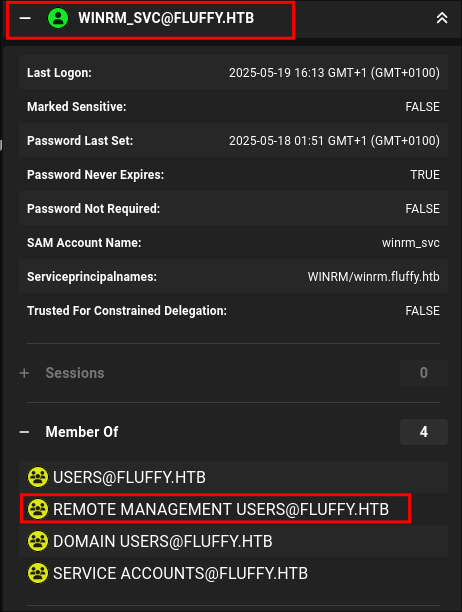 WINRM_SVC@FLUFFY.HTB
Last Logon: 2025-05-19 16:13 GMT+1 (GMT+0100)
Marked Sensitive: FALSE
Password Last Set: 2025-05-18 01:51 GMT+1 (GMT+0100)
Password Never Expires: TRUE
Password Not Required: FALSE
SAM Account Name: winrm_svc
Serviceprincipalnames: WINRM/winrm.fluffy.htb
Trusted For Constrained Delegation: FALSE
Sessions 0
Member Of 4
USERS@FLUFFY.HTB
REMOTE MANAGEMENT USERS@FLUFFY.HTB
DOMAIN USERS@FLUFFY.HTB
SERVICE ACCOUNTS@FLUFFY.HTB